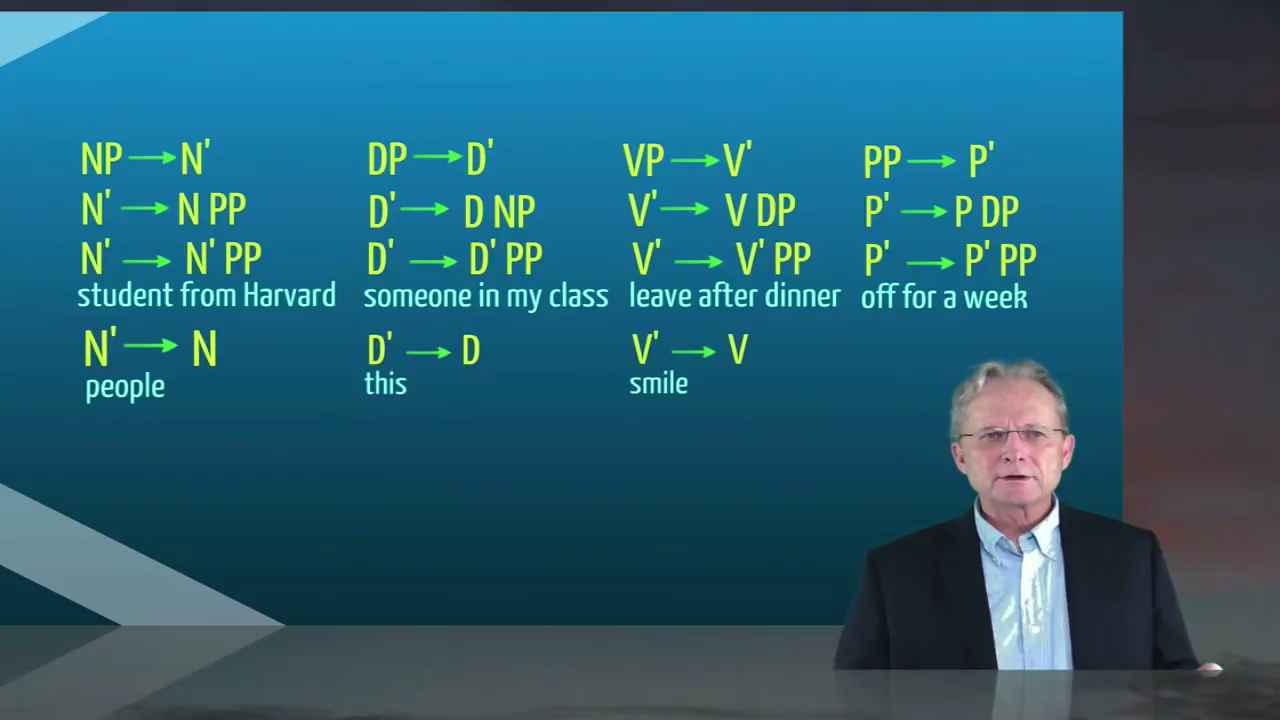 NP → N'
N' → N PP
N' → N' PP
student from Harvard
N' → N
people
DP → D'
D' → D NP
D' → D' PP
someone in my class
D' → D
this
VP → V'
V' → V DP
V' → V' PP
leave after dinner
V' → V
smile
PP → P'
P' → P DP
P' → P' PP
off for a week